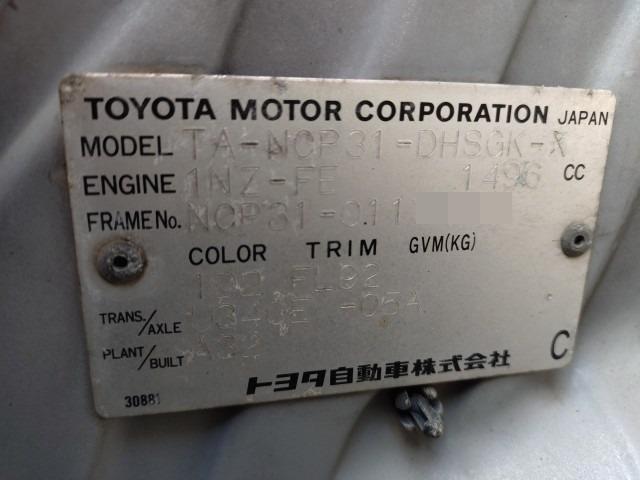 TOYOTA MOTOR CORPORATION JAPAN
MODEL TA-NCP31-DHSGK-X
ENGINE 1NZ-FE 1496 CC
FRAME No. NCP31-011
COLOR TRIM GVM(KG)
FL92
TRANS./AXLE U340E -05A
PLANT/BUILT A32
トヨタ自動車株式会社 C
30881